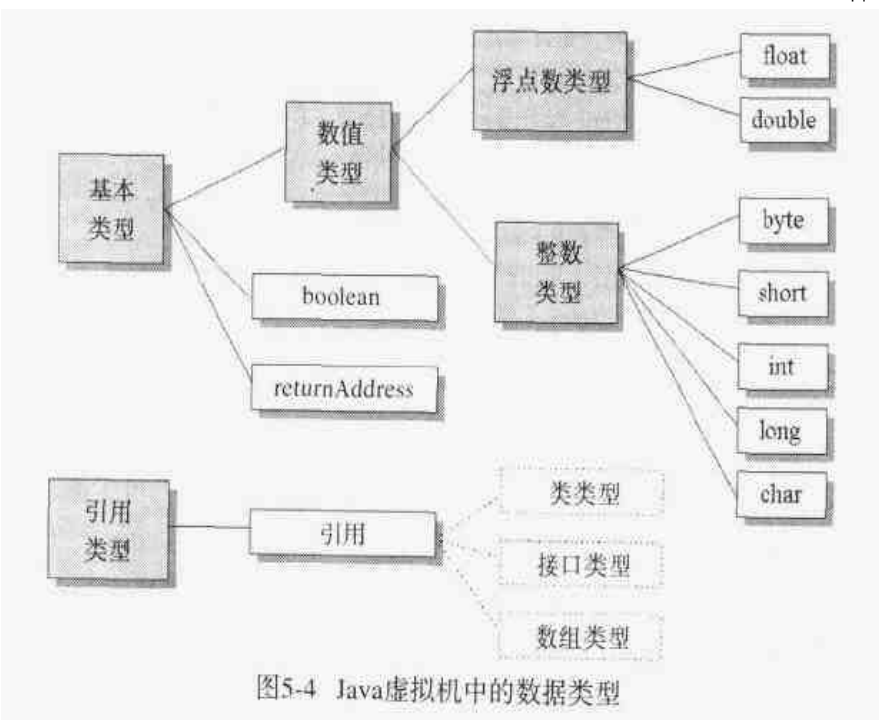 基本
类型
数值
类型
浮点数类型
float
double
整数
类型
byte
short
int
long
char
boolean
returnAddress
引用
类型
引用
类类型
接口类型
数组类型
图5-4 Java虚拟机中的数据类型